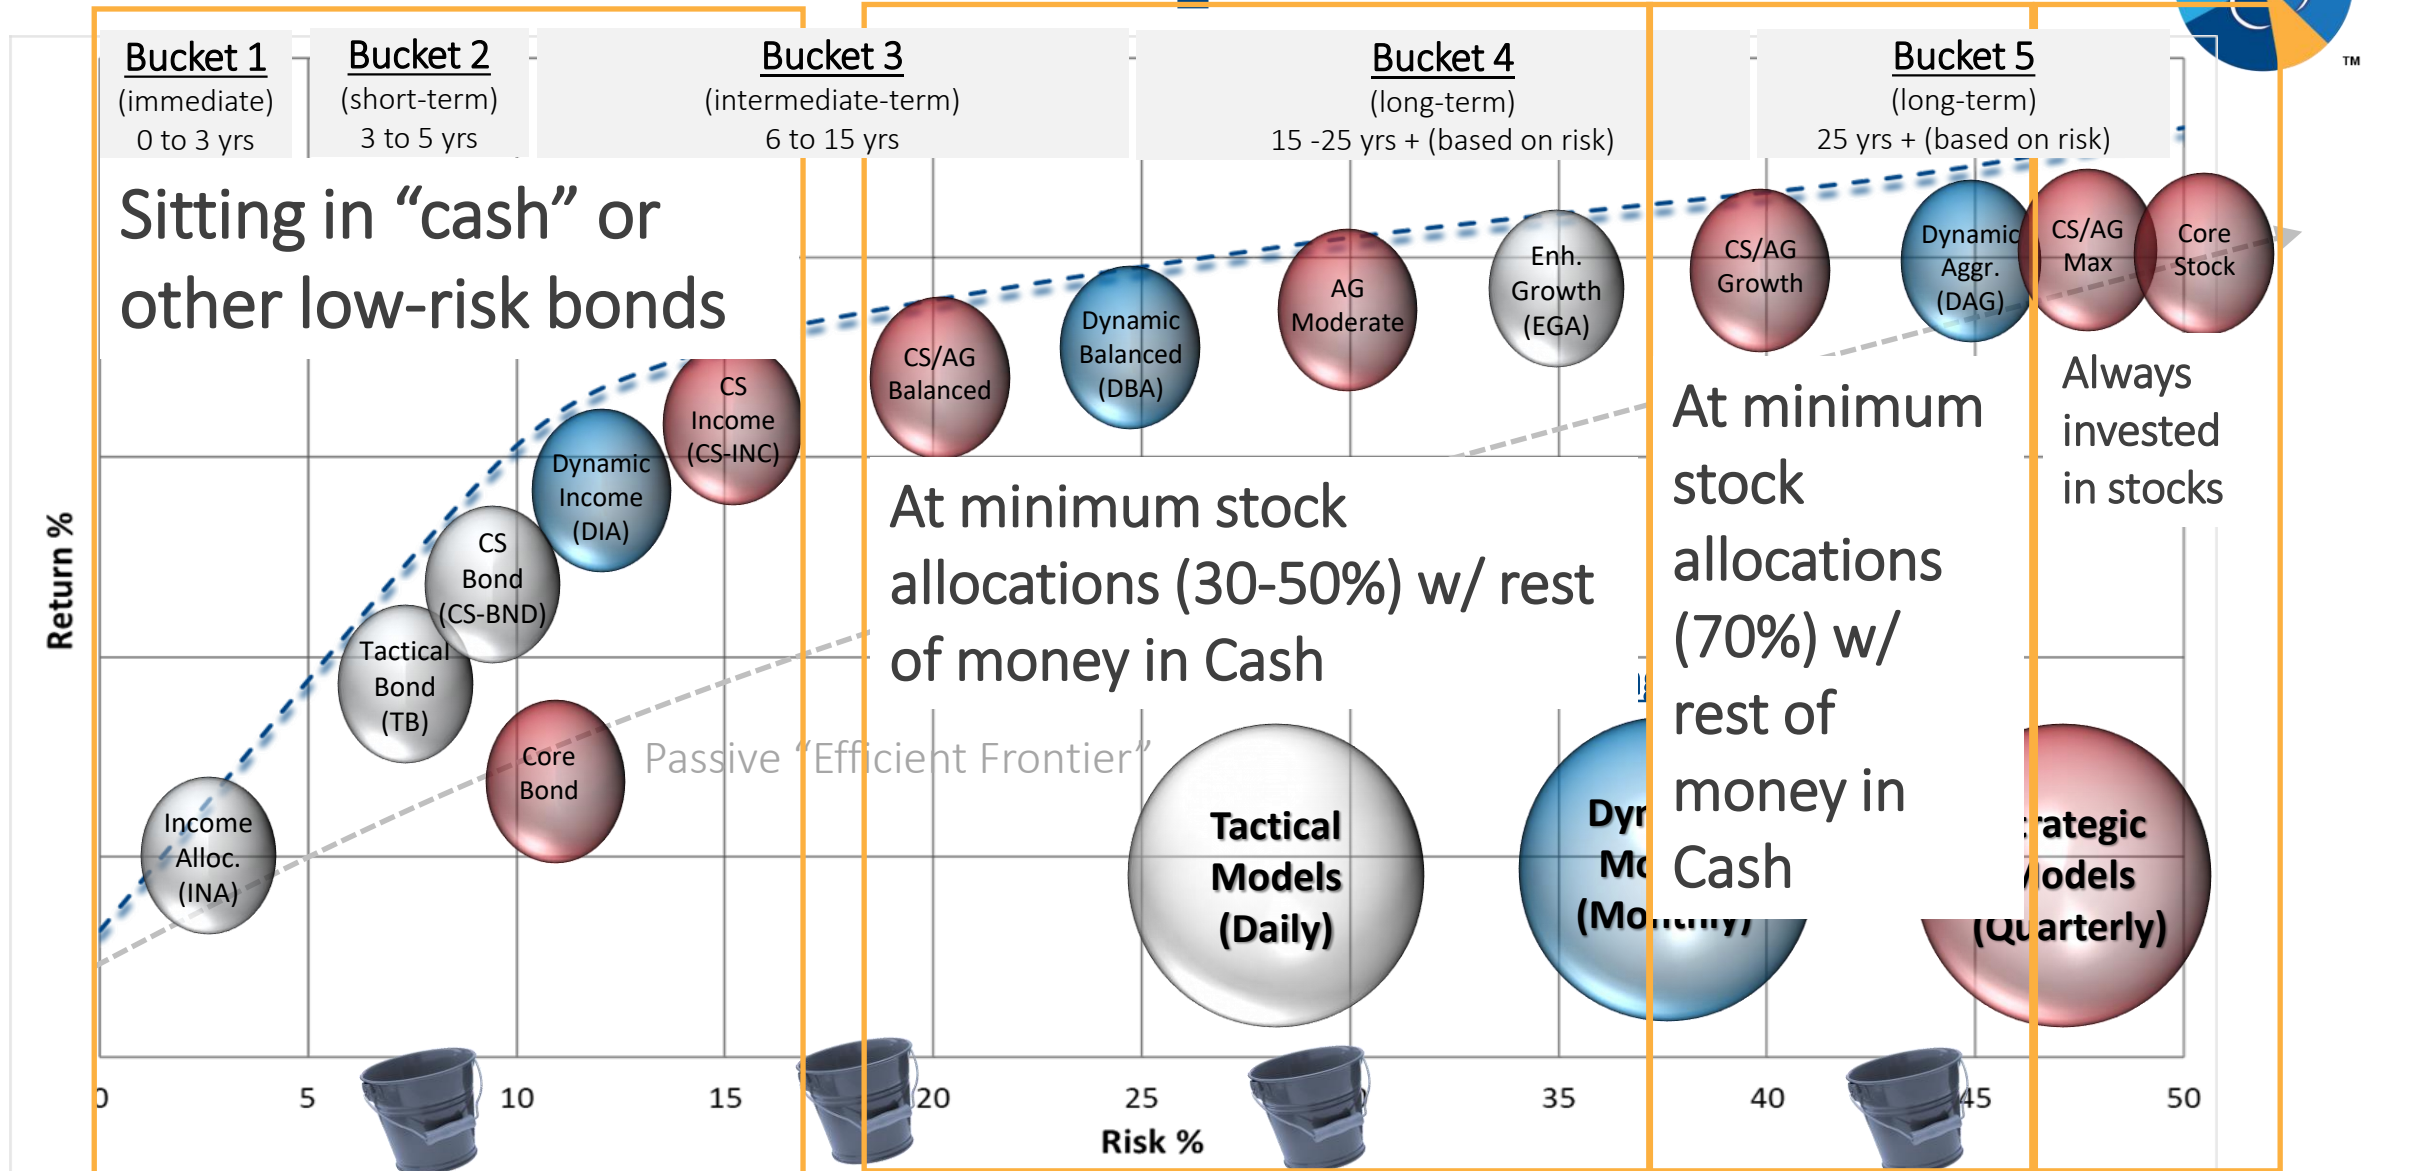 Bucket 1
(immediate)
0 to 3 yrs
Bucket 2
(short-term)
3 to 5 yrs
Bucket 3
(intermediate-term)
6 to 15 yrs
Bucket 4
(long-term)
15 -25 yrs + (based on risk)
Bucket 5
(long-term)
25 yrs + (based on risk)
TM
Sitting in “cash” or
other low-risk bonds
CS
Income
(CS-INC)
Dynamic
Income
(DIA)
CS
Bond
(CS-BND)
Tactical
Bond
(TB)
Core
Bond
Income
Alloc.
(INA)
CS/AG
Balanced
Dynamic
Balanced
(DBA)
AG
Moderate
Enh.
Growth
(EGA)
CS/AG
Growth
Dynamic
Aggr.
(DAG)
CS/AG
Max
Core
Stock
At minimum stock
allocations (30-50%) w/ rest
of money in Cash
At minimum
stock
allocations
(70%) w/
rest of
money in
Cash
Always
invested
in stocks
Passive “Efficient Frontier”
Tactical
Models
(Daily)
(Monthly)
(Quarterly)
Return %
0 5 10 15 20 25 35 40 45 50
Risk %